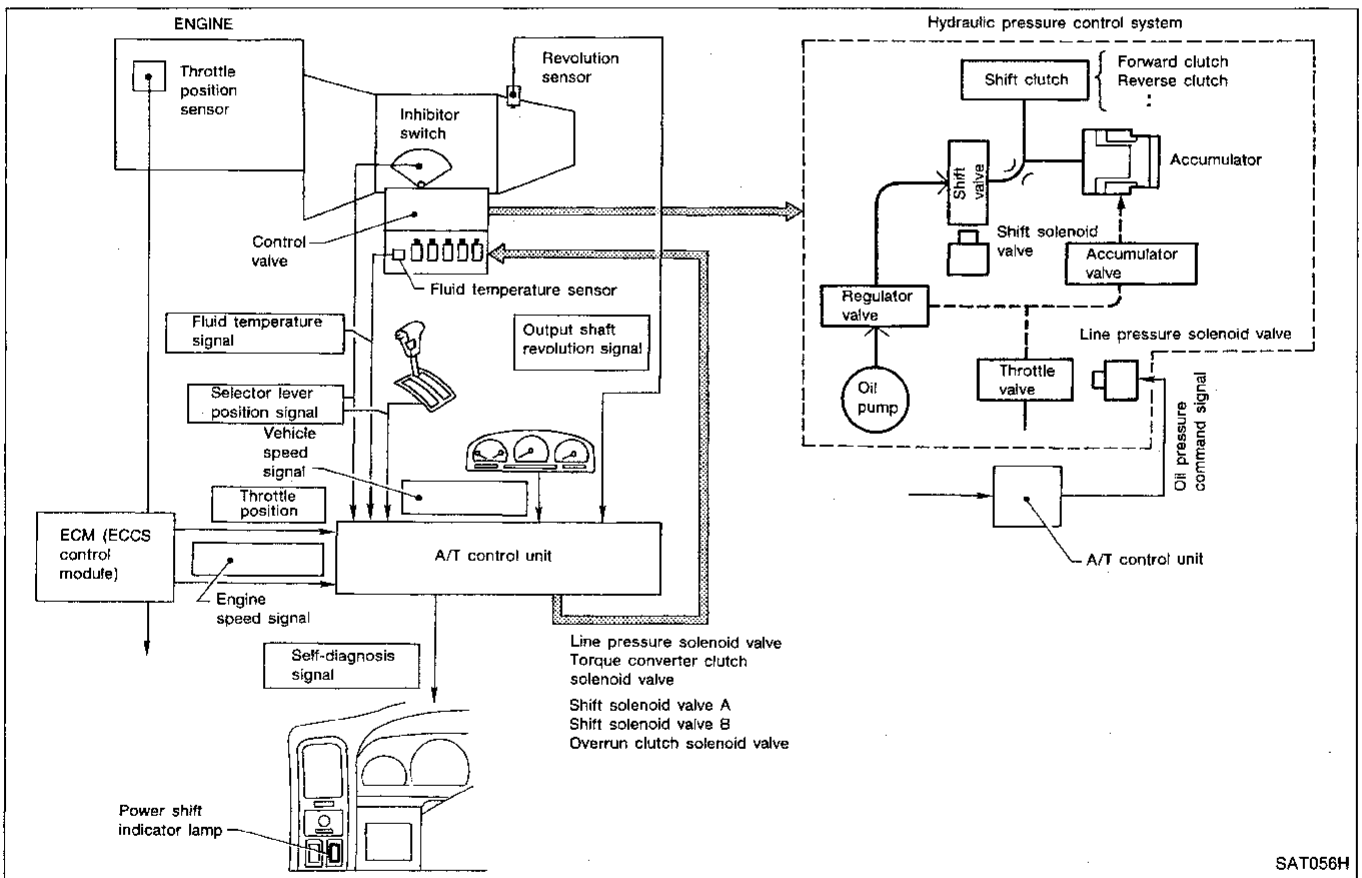 ENGINE
Throttle
position
sensor
Revolution
sensor
Inhibitor
switch
Control
valve
Fluid temperature sensor
Fluid temperature
signal
Output shaft
revolution signal
Selector lever
position signal
Vehicle
speed
signal
Throttle
position
ECM (ECCS
control
module)
A/T control unit
Engine
speed signal
Self-diagnosis
signal
Line pressure solenoid valve
Torque converter clutch
solenoid valve
Shift solenoid valve A
Shift solenoid valve B
Overrun clutch solenoid valve
Power shift
indicator lamp
Hydraulic pressure control system
Shift clutch
Forward clutch
Reverse clutch
:
Shift
valve
Accumulator
Shift solenoid
valve
Accumulator
valve
Regulator
valve
Line pressure solenoid valve
Throttle
valve
Oil
pump
Oil pressure
command signal
A/T control unit
SAT056H